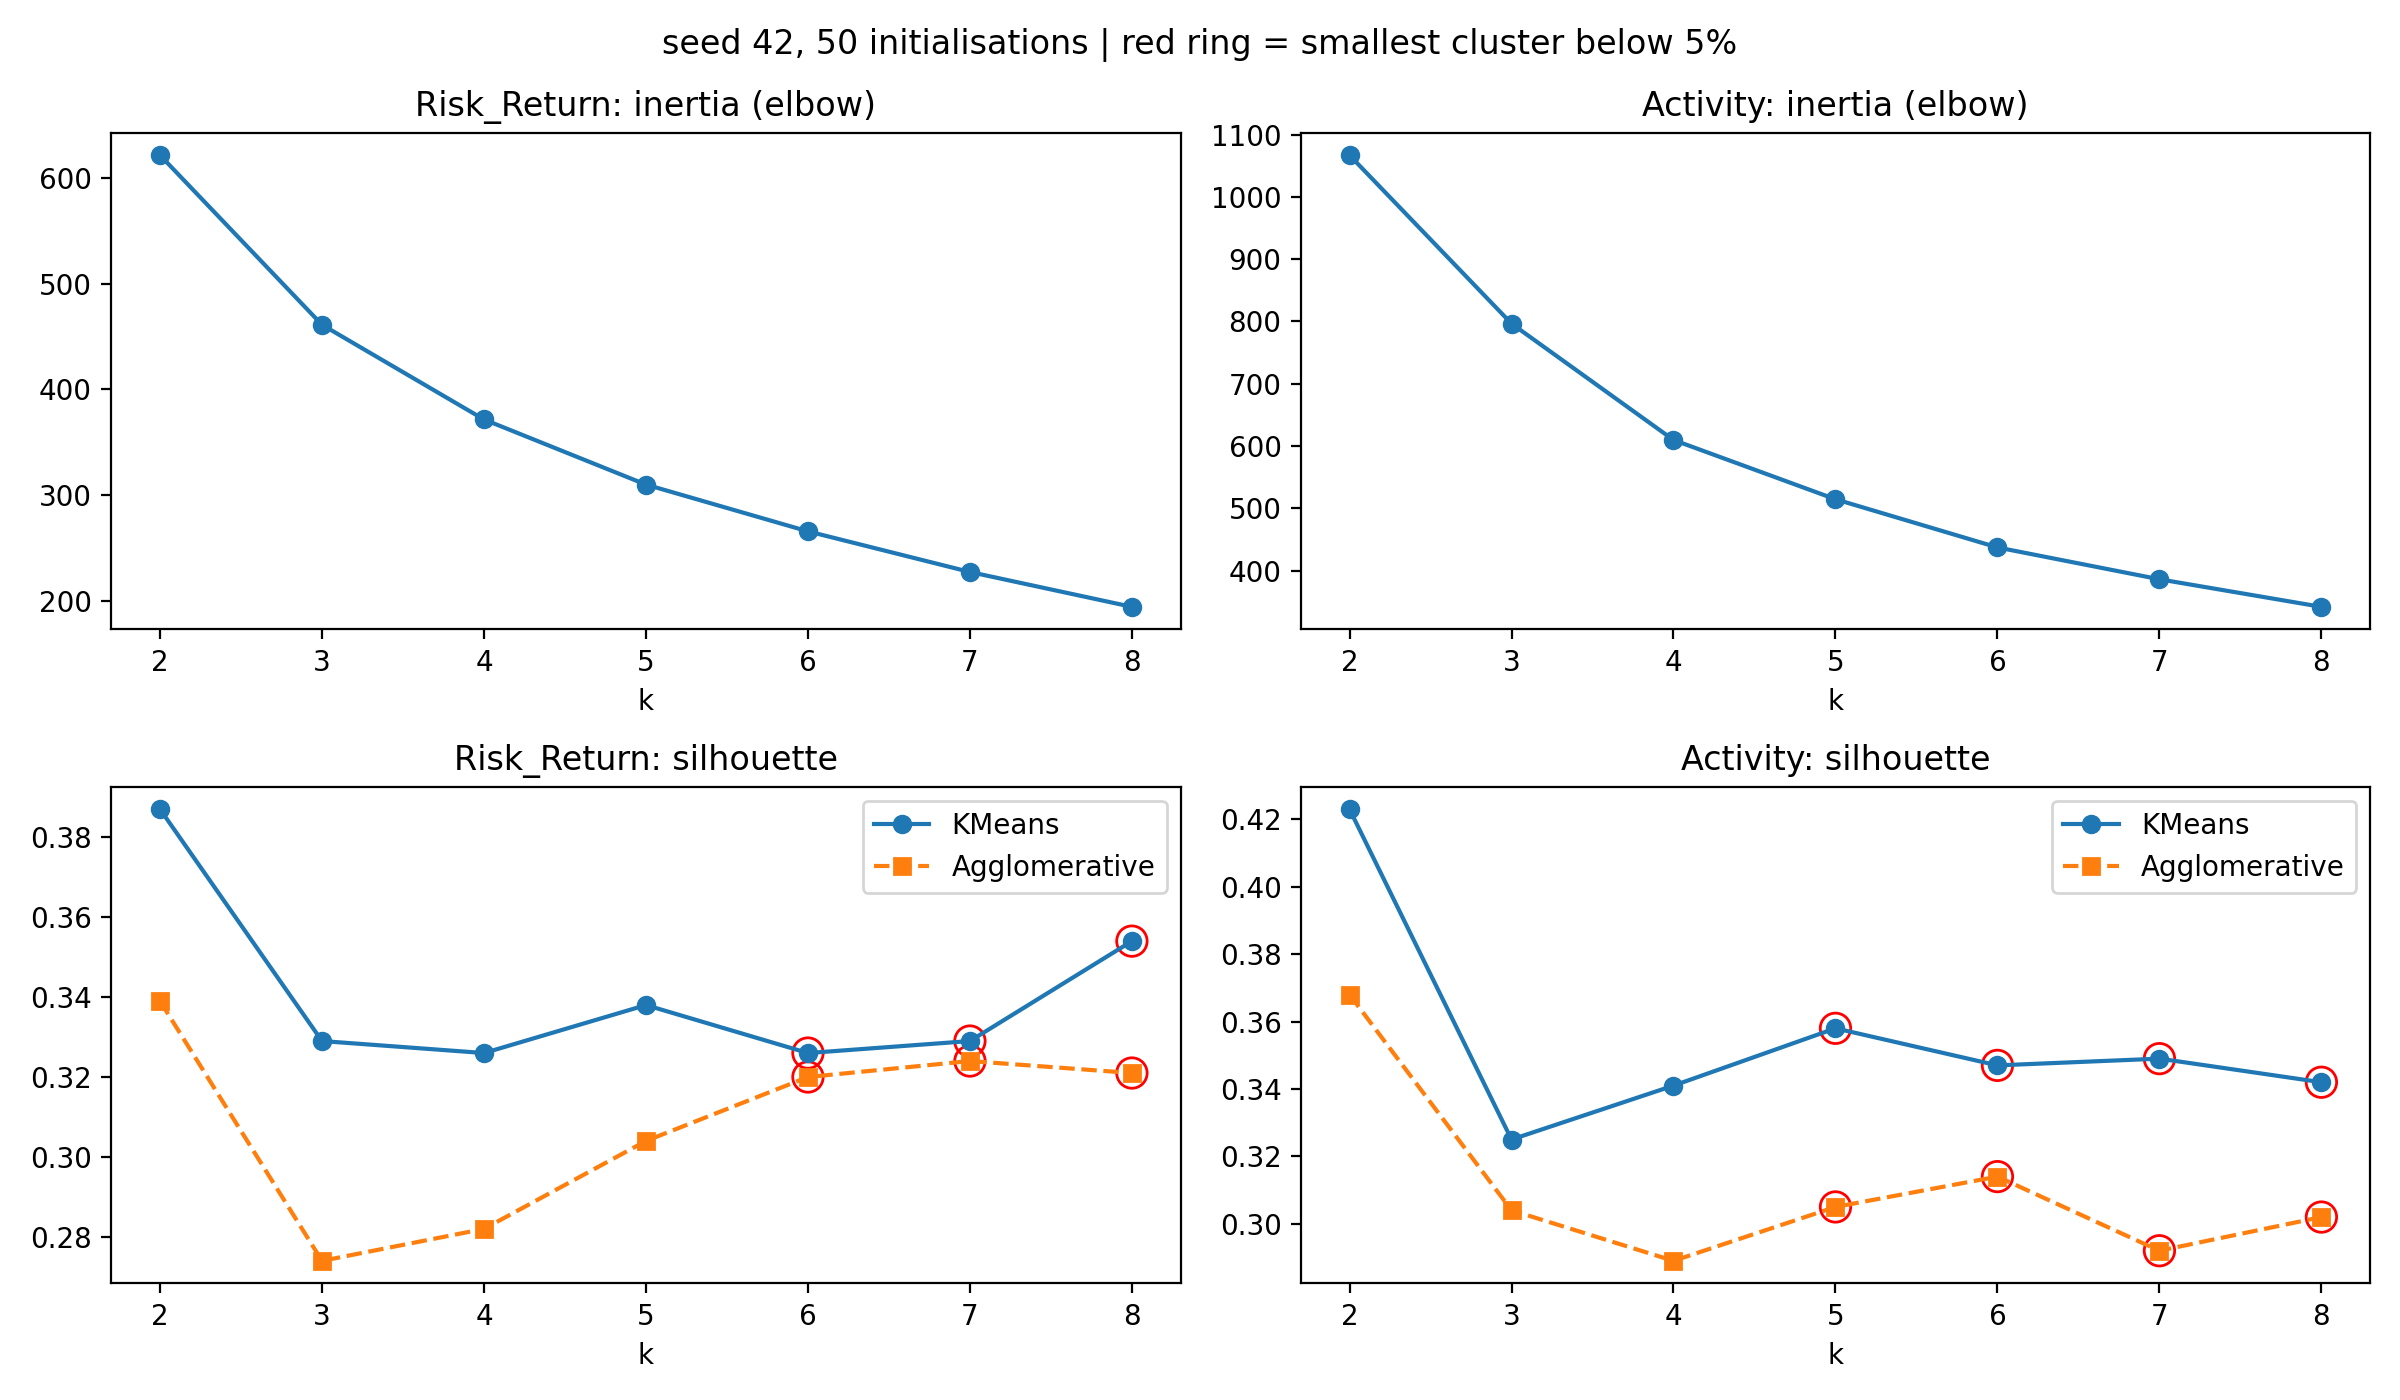 seed 42, 50 initialisations | red ring = smallest cluster below 5%
Risk_Return: inertia (elbow)
600
500
400
300
200
2 3 4 5 6 7 8
k
Activity: inertia (elbow)
1100
1000
900
800
700
600
500
400
2 3 4 5 6 7 8
k
Risk_Return: silhouette
KMeans
Agglomerative
0.38
0.36
0.34
0.32
0.30
0.28
2 3 4 5 6 7 8
k
Activity: silhouette
KMeans
Agglomerative
0.42
0.40
0.38
0.36
0.34
0.32
0.30
2 3 4 5 6 7 8
k